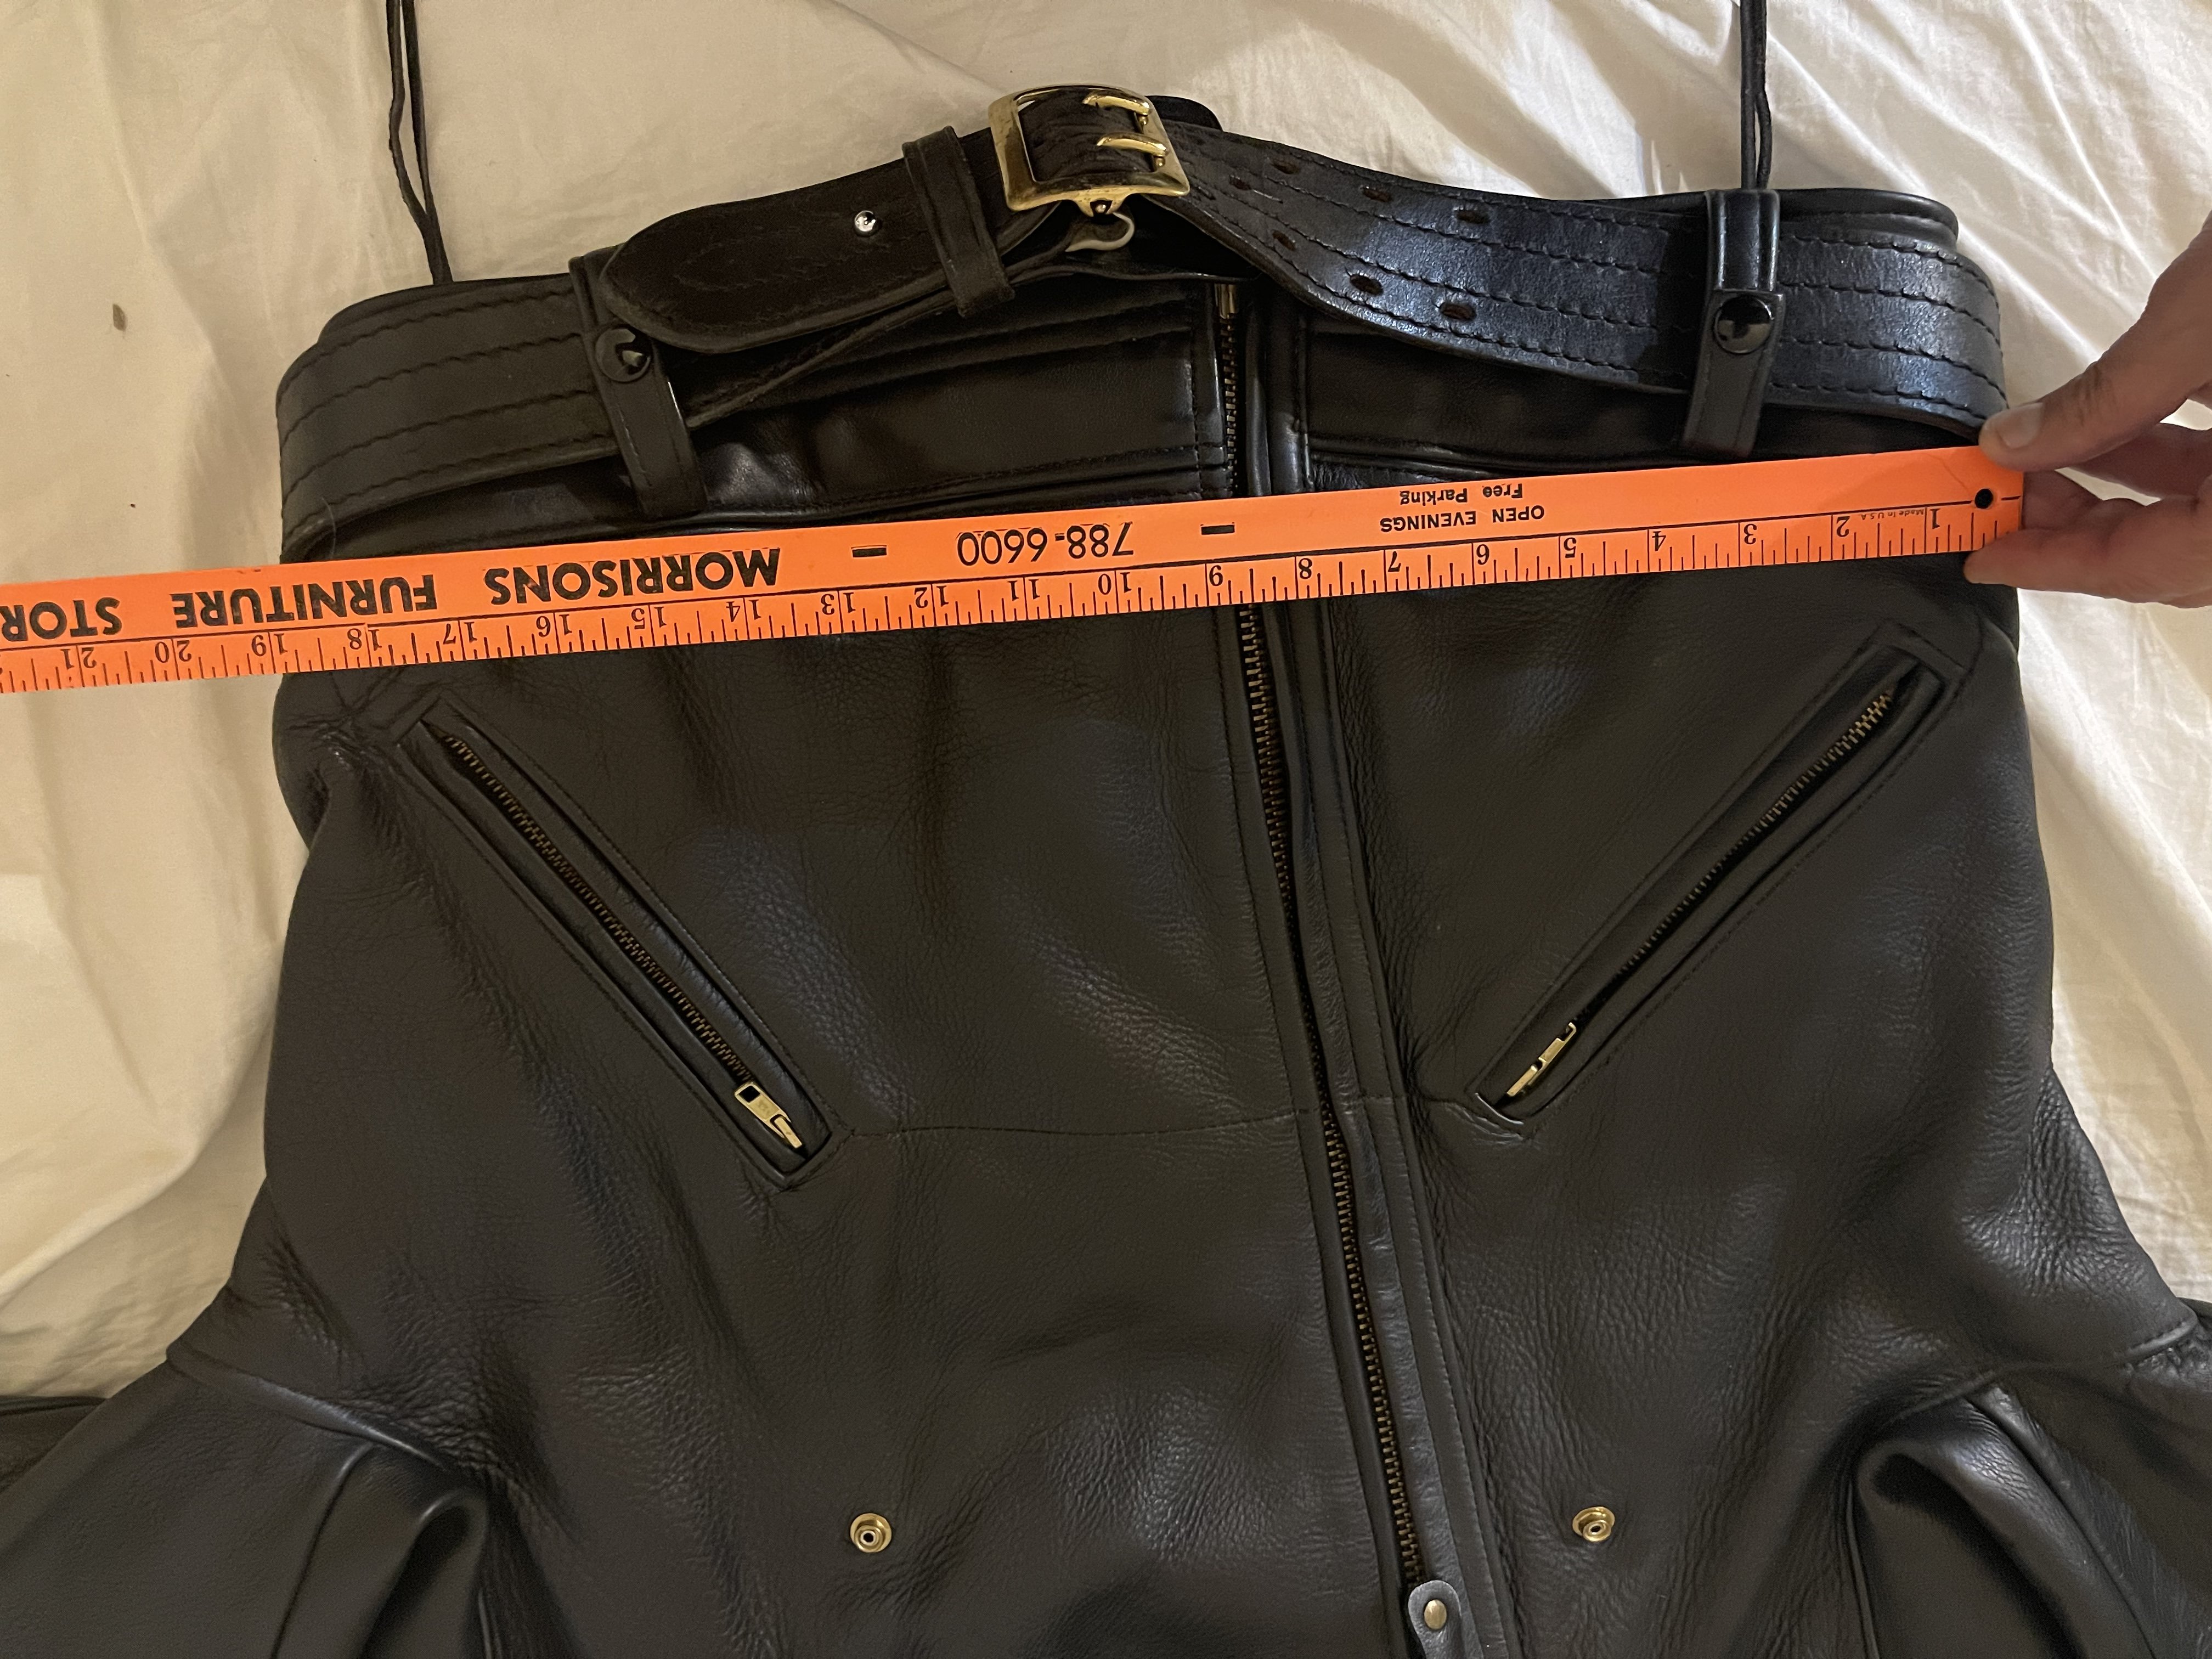 OPEN EVENINGS
Free Parking
- 788-6600 - MORRISONS FURNITURE STOR
Made in U.S.A.
1 2 3 4 5 6 7 8 9 10 11 12 13 14 15 16 17 18 19 20 21